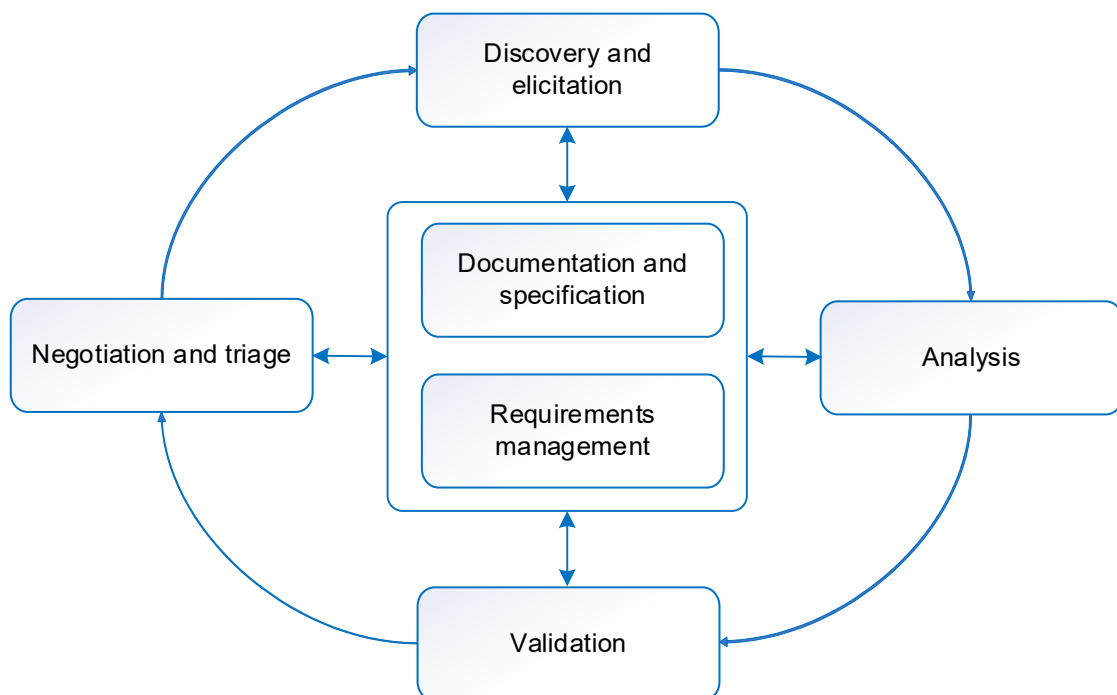 Discovery and
elicitation
Documentation and
specification
Negotiation and triage
Analysis
Requirements
management
Validation